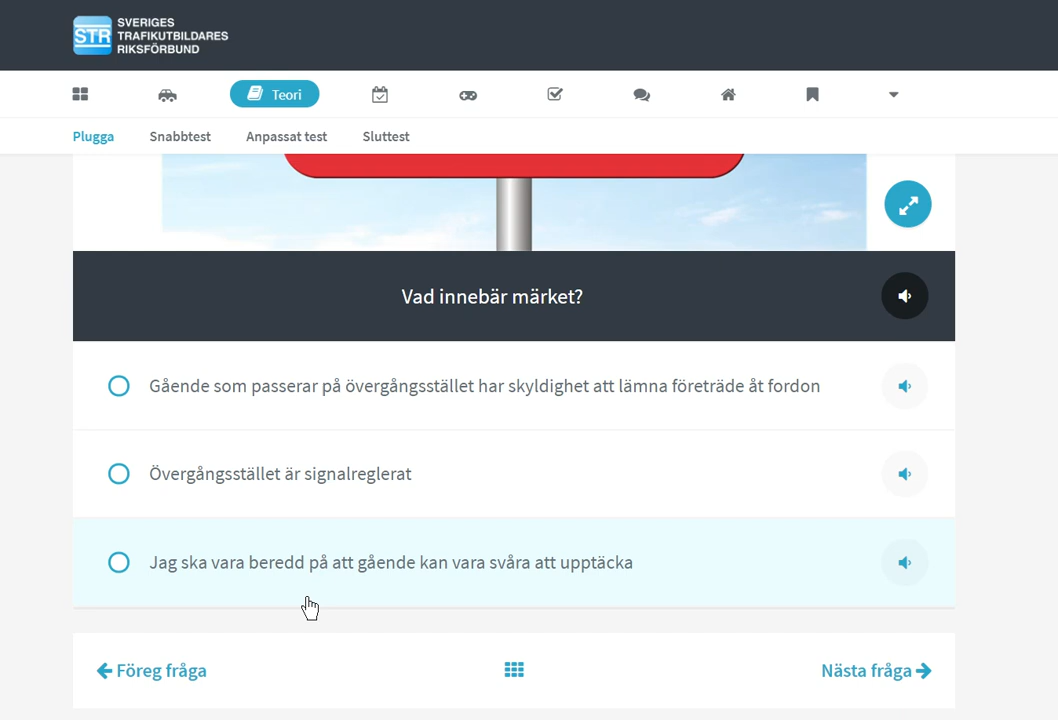 STR
SVERIGES
TRAFIKUTBILDARES
RIKSFÖRBUND
Teori
Plugga Snabbtest Anpassat test Sluttest
Vad innebär märket?
Gående som passerar på övergångsstället har skyldighet att lämna företräde åt fordon
Övergångsstället är signalreglerat
Jag ska vara beredd på att gående kan vara svåra att upptäcka
Föreg fråga Nästa fråga